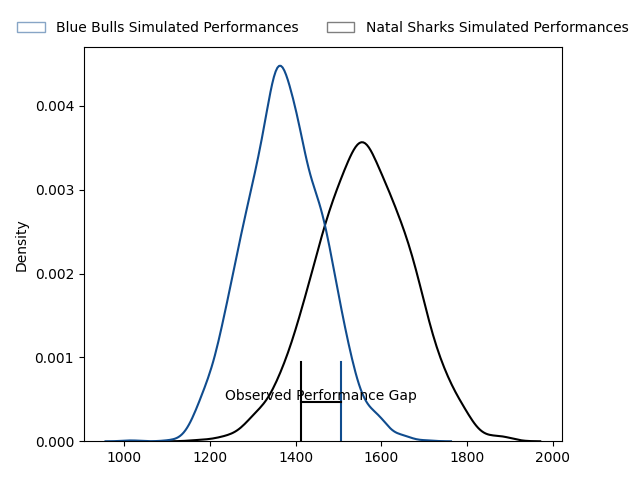 Blue Bulls Simulated Performances
Natal Sharks Simulated Performances
Density
0.004
0.003
0.002
0.001
0.000
Observed Performance Gap
1000 1200 1400 1600 1800 2000